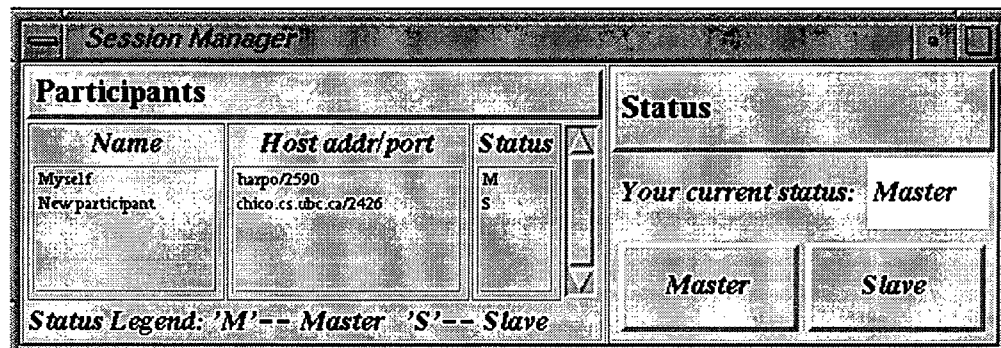 Session Manager
Participants
Name Host addr/port Status
Myself harpo/2590 M
New participant chico.cs.ubc.ca/2426 S
Status Legend: 'M'-- Master 'S'-- Slave
Status
Your current status: Master
Master Slave